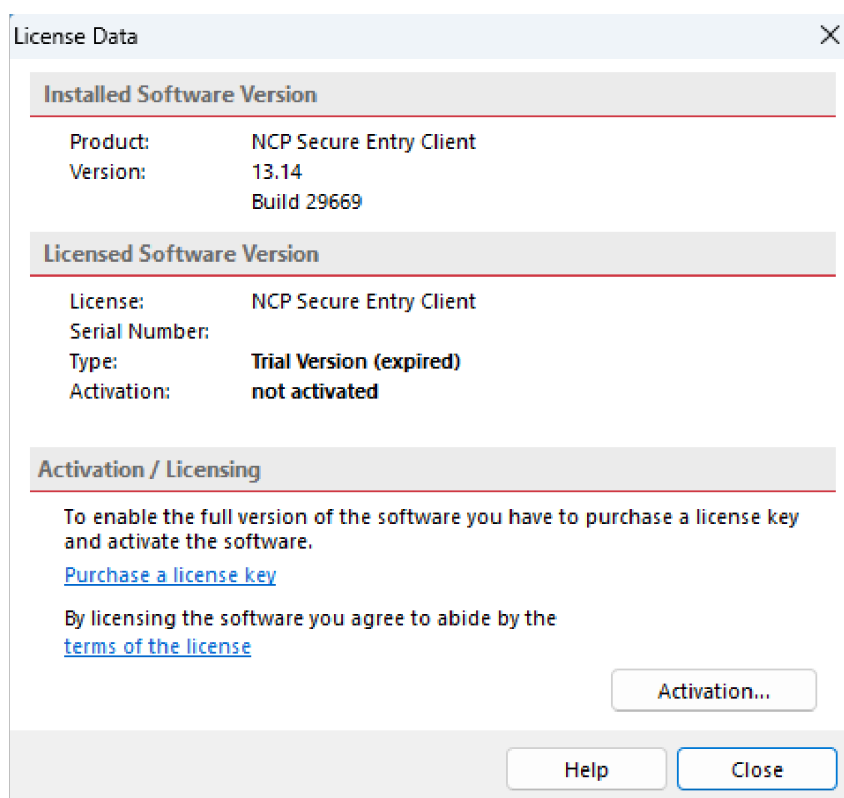 License Data
Installed Software Version
Product: NCP Secure Entry Client
Version: 13.14
Build 29669
Licensed Software Version
License: NCP Secure Entry Client
Serial Number:
Type: Trial Version (expired)
Activation: not activated
Activation / Licensing
To enable the full version of the software you have to purchase a license key
and activate the software.
Purchase a license key
By licensing the software you agree to abide by the
terms of the license
Activation...
Help Close